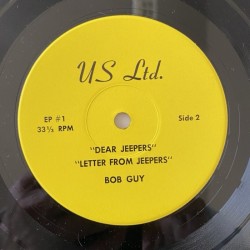 US Ltd.
EP #1
33⅓ RPM
Side 2
"DEAR JEEPERS"
"LETTER FROM JEEPERS"
BOB GUY